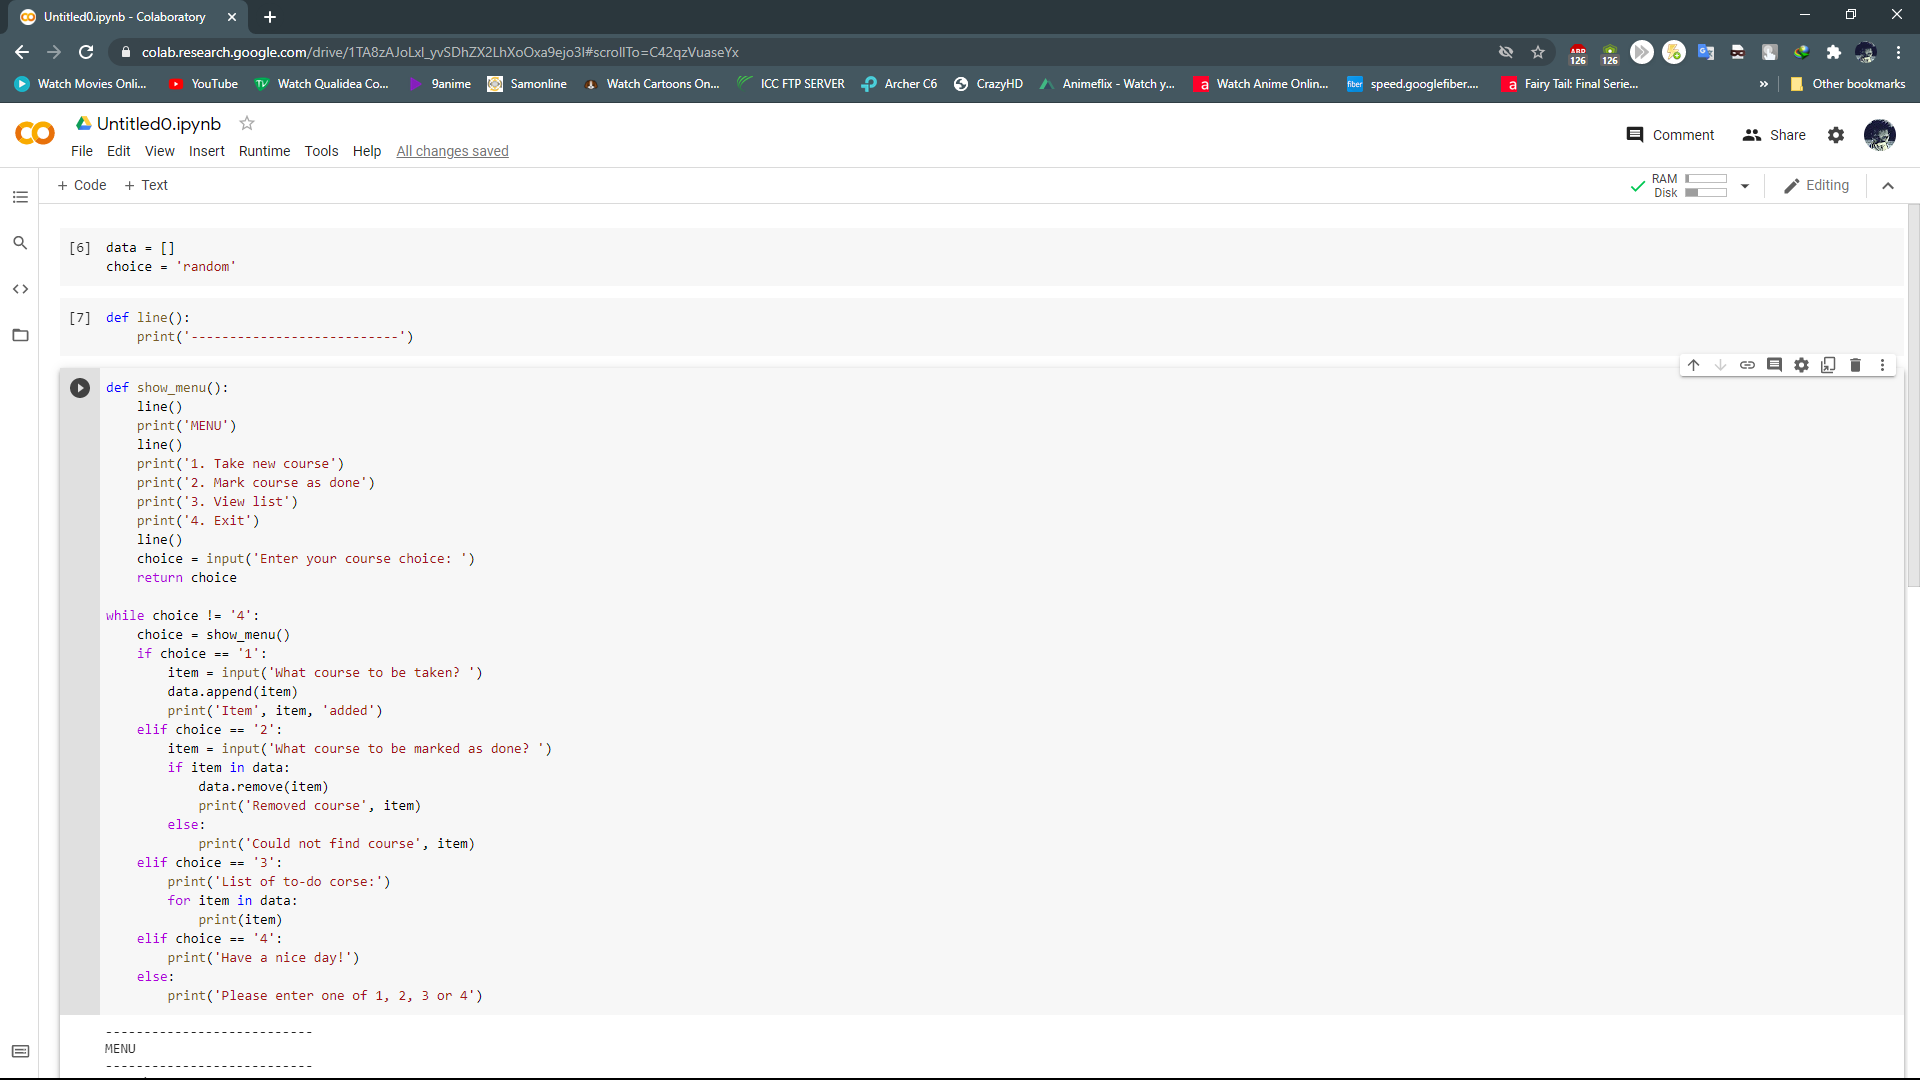 Untitled0.ipynb - Colaboratory
colab.research.google.com/drive/1TA8zAJoLxl_yvSDhZX2LhXoOxa9ejo3I#scrollTo=C42qzVuaseYx
126 126
Watch Movies Onli... YouTube Watch Qualidea Co... 9anime Samonline Watch Cartoons On... ICC FTP SERVER Archer C6 CrazyHD Animeflix - Watch y... Watch Anime Onlin... speed.googlefiber.... Fairy Tail: Final Serie... » Other bookmarks
Untitled0.ipynb
Comment Share
File Edit View Insert Runtime Tools Help All changes saved
+ Code + Text
RAM
Disk
Editing
[6] data = []
choice = 'random'
[7] def line():
print('---------------------------')
def show_menu():
line()
print('MENU')
line()
print('1. Take new course')
print('2. Mark course as done')
print('3. View list')
print('4. Exit')
line()
choice = input('Enter your course choice: ')
return choice
while choice != '4':
choice = show_menu()
if choice == '1':
item = input('What course to be taken? ')
data.append(item)
print('Item', item, 'added')
elif choice == '2':
item = input('What course to be marked as done? ')
if item in data:
data.remove(item)
print('Removed course', item)
else:
print('Could not find course', item)
elif choice == '3':
print('List of to-do corse:')
for item in data:
print(item)
elif choice == '4':
print('Have a nice day!')
else:
print('Please enter one of 1, 2, 3 or 4')
---------------------------
MENU
---------------------------